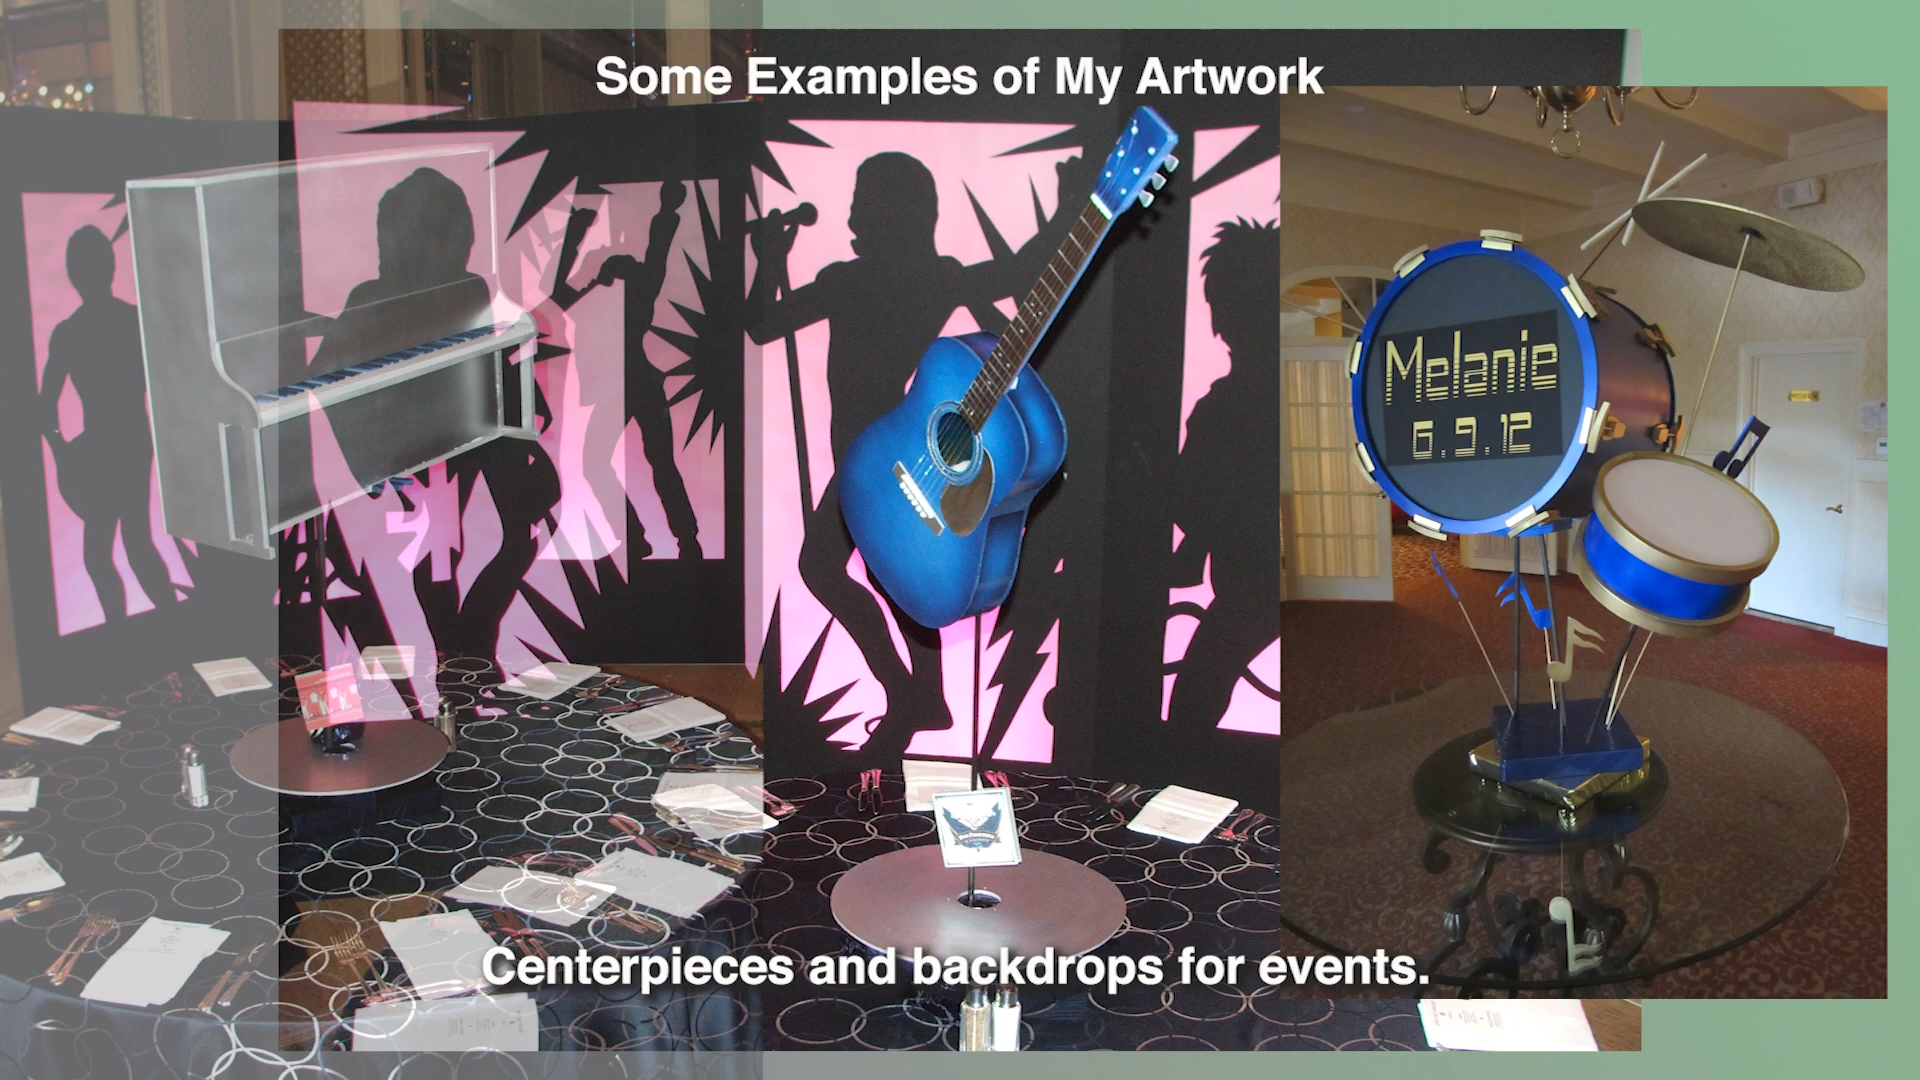 Some Examples of My Artwork
Melanie
6.9.12
Centerpieces and backdrops for events.